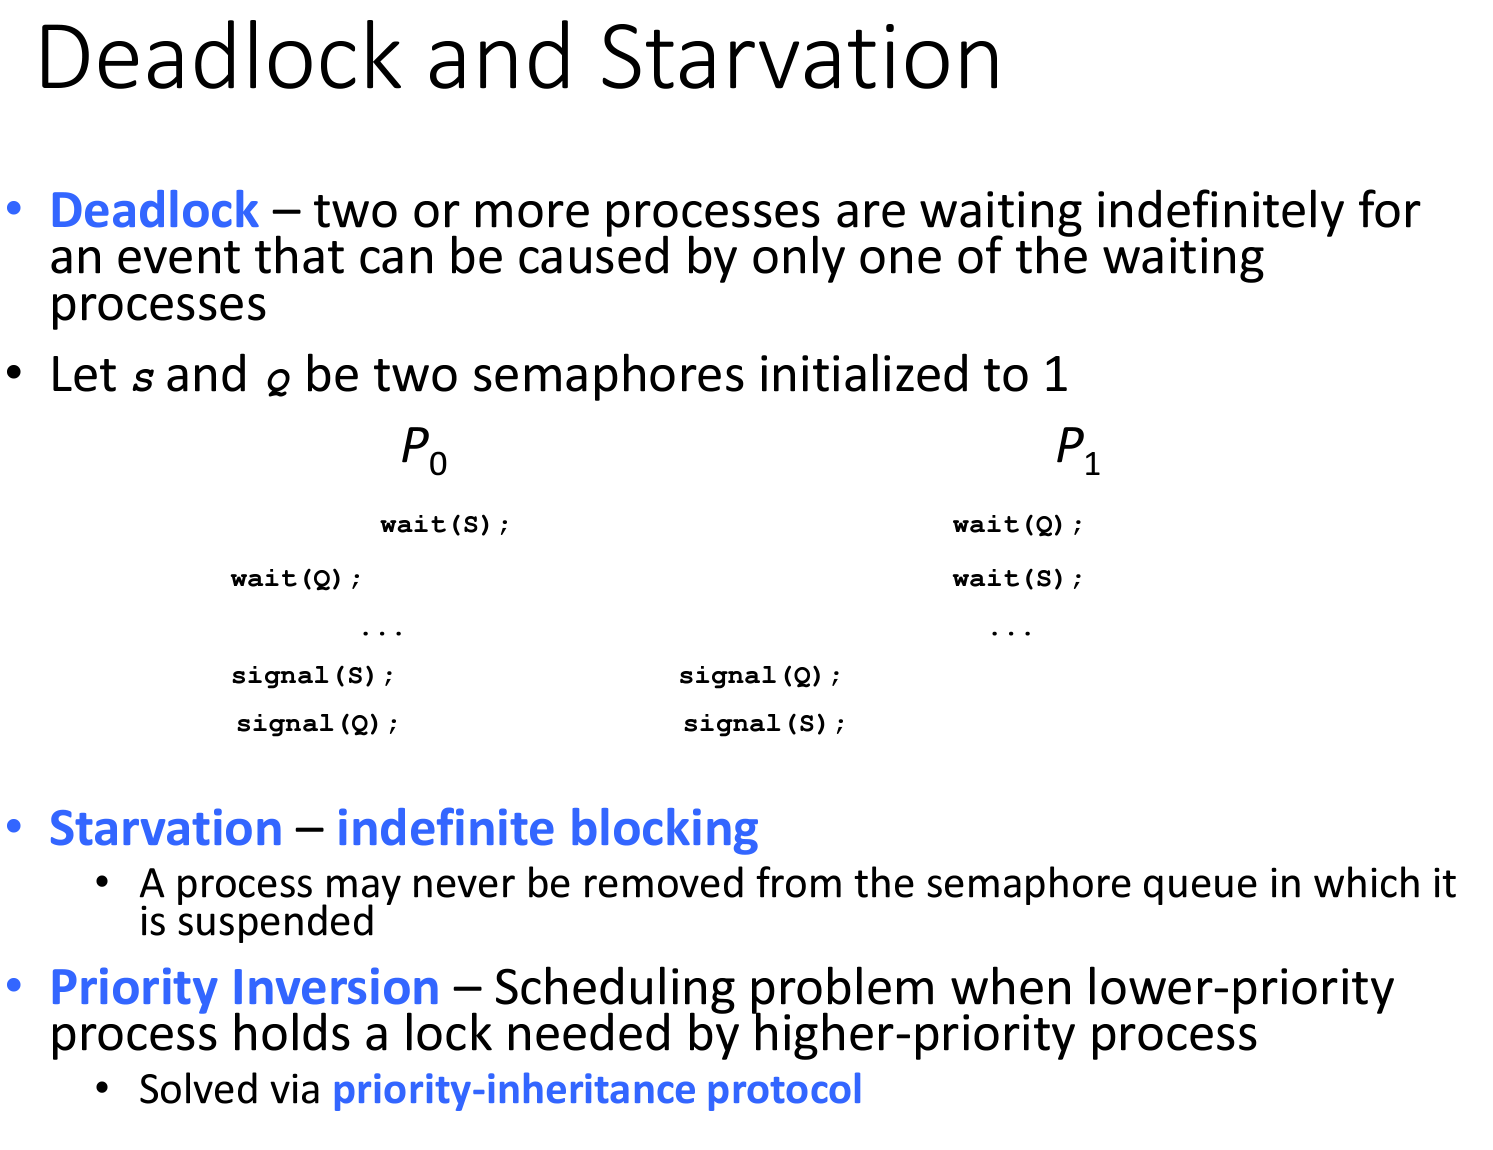 Deadlock and Starvation
• Deadlock – two or more processes are waiting indefinitely for
an event that can be caused by only one of the waiting
processes
• Let S and Q be two semaphores initialized to 1
P0 P1
wait(S); wait(Q);
wait(Q); wait(S);
... ...
signal(S); signal(Q);
signal(Q); signal(S);
• Starvation – indefinite blocking
• A process may never be removed from the semaphore queue in which it
is suspended
• Priority Inversion – Scheduling problem when lower-priority
process holds a lock needed by higher-priority process
• Solved via priority-inheritance protocol